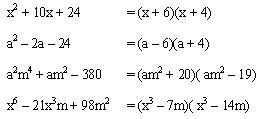 x² + 10x + 24 = (x + 6)(x + 4)
a² – 2a – 24 = (a – 6)(a + 4)
a²m⁴ + am² – 380 = (am² + 20)( am² – 19)
x⁶ – 21x³m + 98m² = (x³ – 7m)( x³ – 14m)